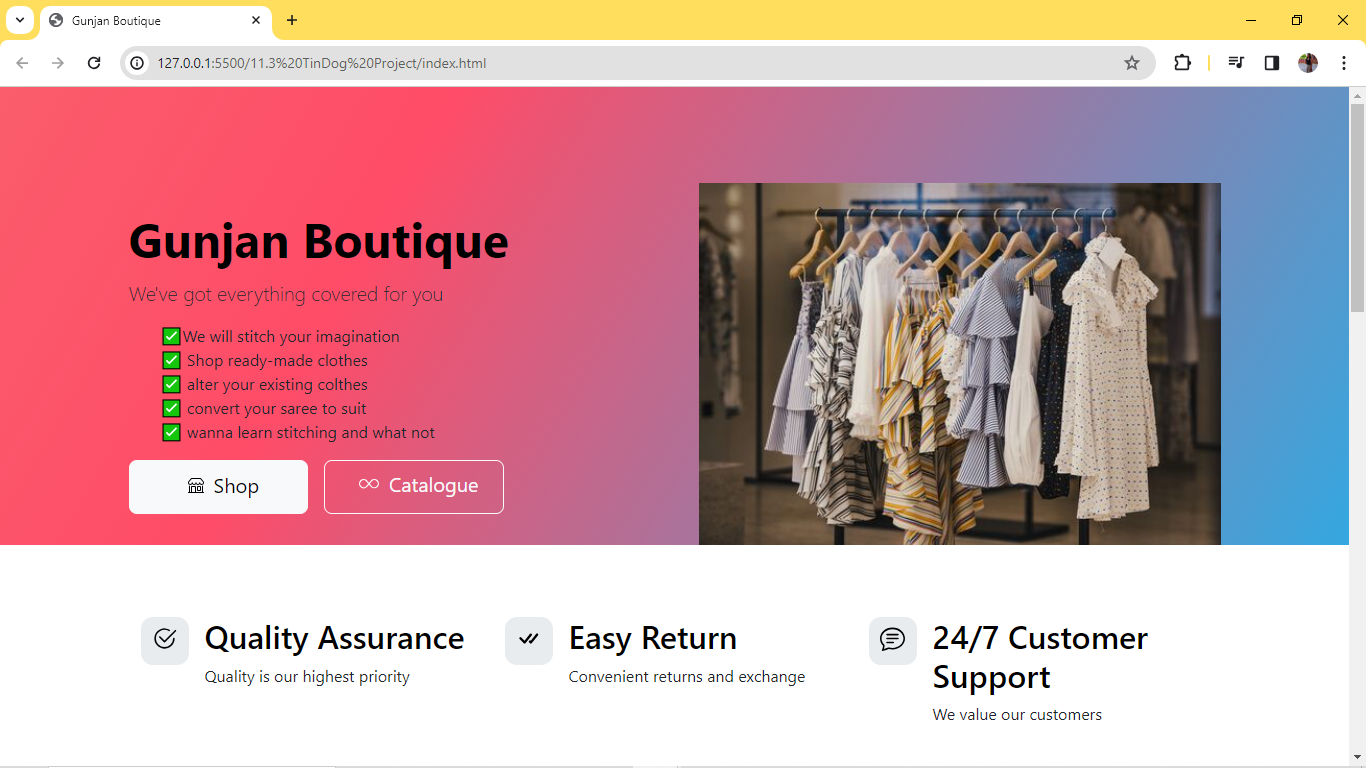 Gunjan Boutique
127.0.0.1:5500/11.3%20TinDog%20Project/index.html
Gunjan Boutique
We've got everything covered for you
✅We will stitch your imagination
✅ Shop ready-made clothes
✅ alter your existing colthes
✅ convert your saree to suit
✅ wanna learn stitching and what not
Shop
Catalogue
Quality Assurance
Quality is our highest priority
Easy Return
Convenient returns and exchange
24/7 Customer
Support
We value our customers